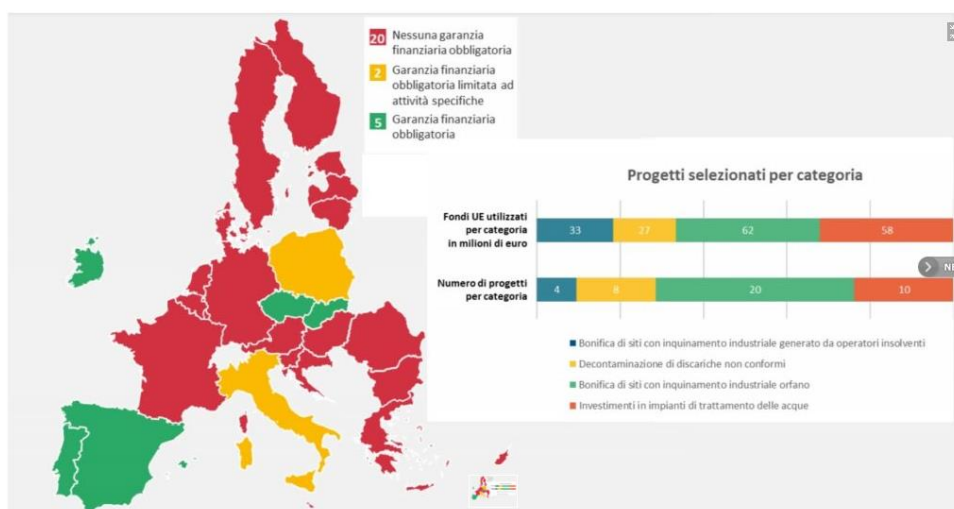 20 Nessuna garanzia
finanziaria obbligatoria
2 Garanzia finanziaria
obbligatoria limitata ad
attività specifiche
5 Garanzia finanziaria
obbligatoria
Progetti selezionati per categoria
Fondi UE utilizzati
per categoria
in milioni di euro
33 27 62 58
Numero di progetti
per categoria
4 8 20 10
Bonifica di siti con inquinamento industriale generato da operatori insolventi
Decontaminazione di discariche non conformi
Bonifica di siti con inquinamento industriale orfano
Investimenti in impianti di trattamento delle acque